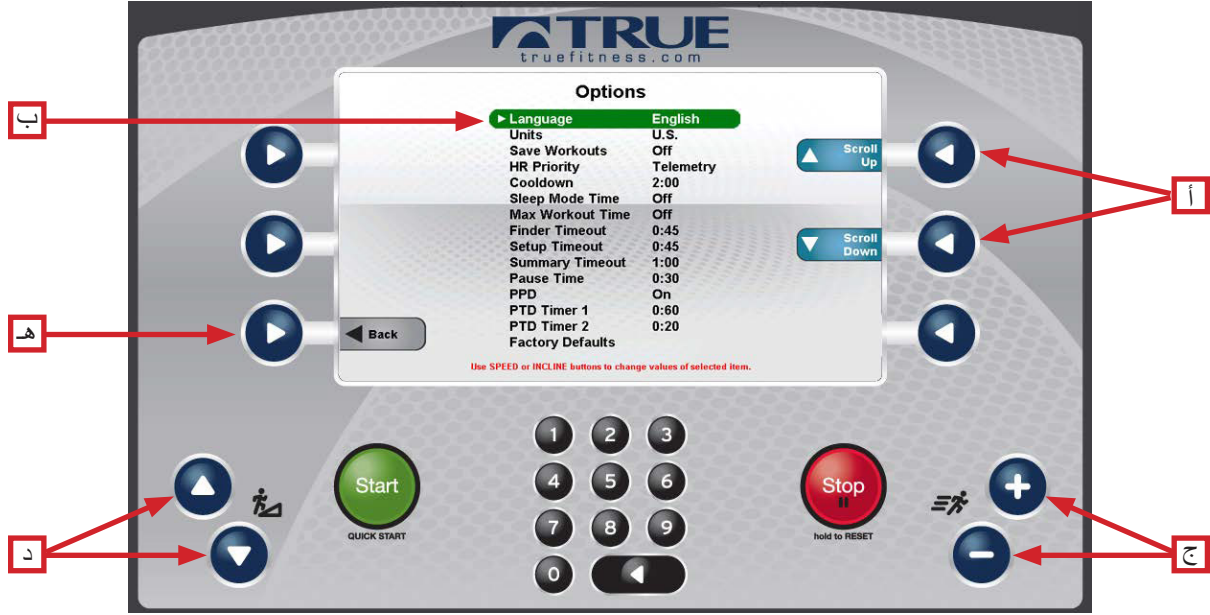 TRUE
truefitness.com
Options
Language English
Units U.S.
Save Workouts Off
HR Priority Telemetry
Cooldown 2:00
Sleep Mode Time Off
Max Workout Time Off
Finder Timeout 0:45
Setup Timeout 0:45
Summary Timeout 1:00
Pause Time 0:30
PPD On
PTD Timer 1 0:60
PTD Timer 2 0:20
Factory Defaults
Use SPEED or INCLINE buttons to change values of selected item.
Scroll
Up
Scroll
Down
Back
ب
أ
هـ
د
ج
Start
QUICK START
1 2 3
4 5 6
7 8 9
0
Stop
hold to RESET
+
-